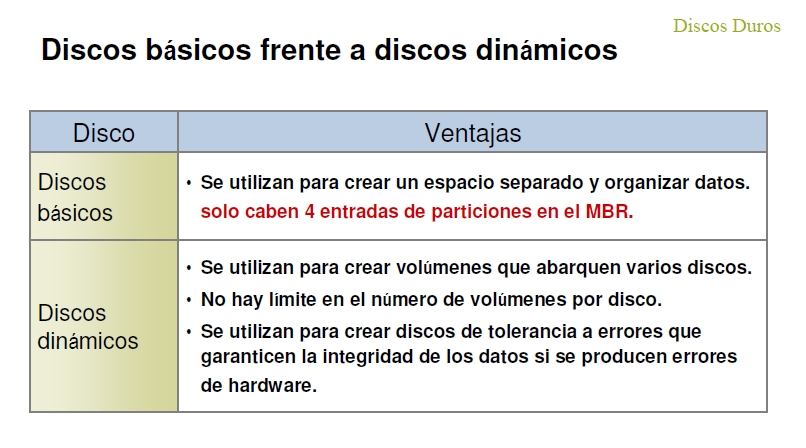 Discos Duros
Discos básicos frente a discos dinámicos
Disco
Ventajas
Discos
básicos
• Se utilizan para crear un espacio separado y organizar datos.
solo caben 4 entradas de particiones en el MBR.
Discos
dinámicos
• Se utilizan para crear volúmenes que abarquen varios discos.
• No hay límite en el número de volúmenes por disco.
• Se utilizan para crear discos de tolerancia a errores que
garanticen la integridad de los datos si se producen errores
de hardware.